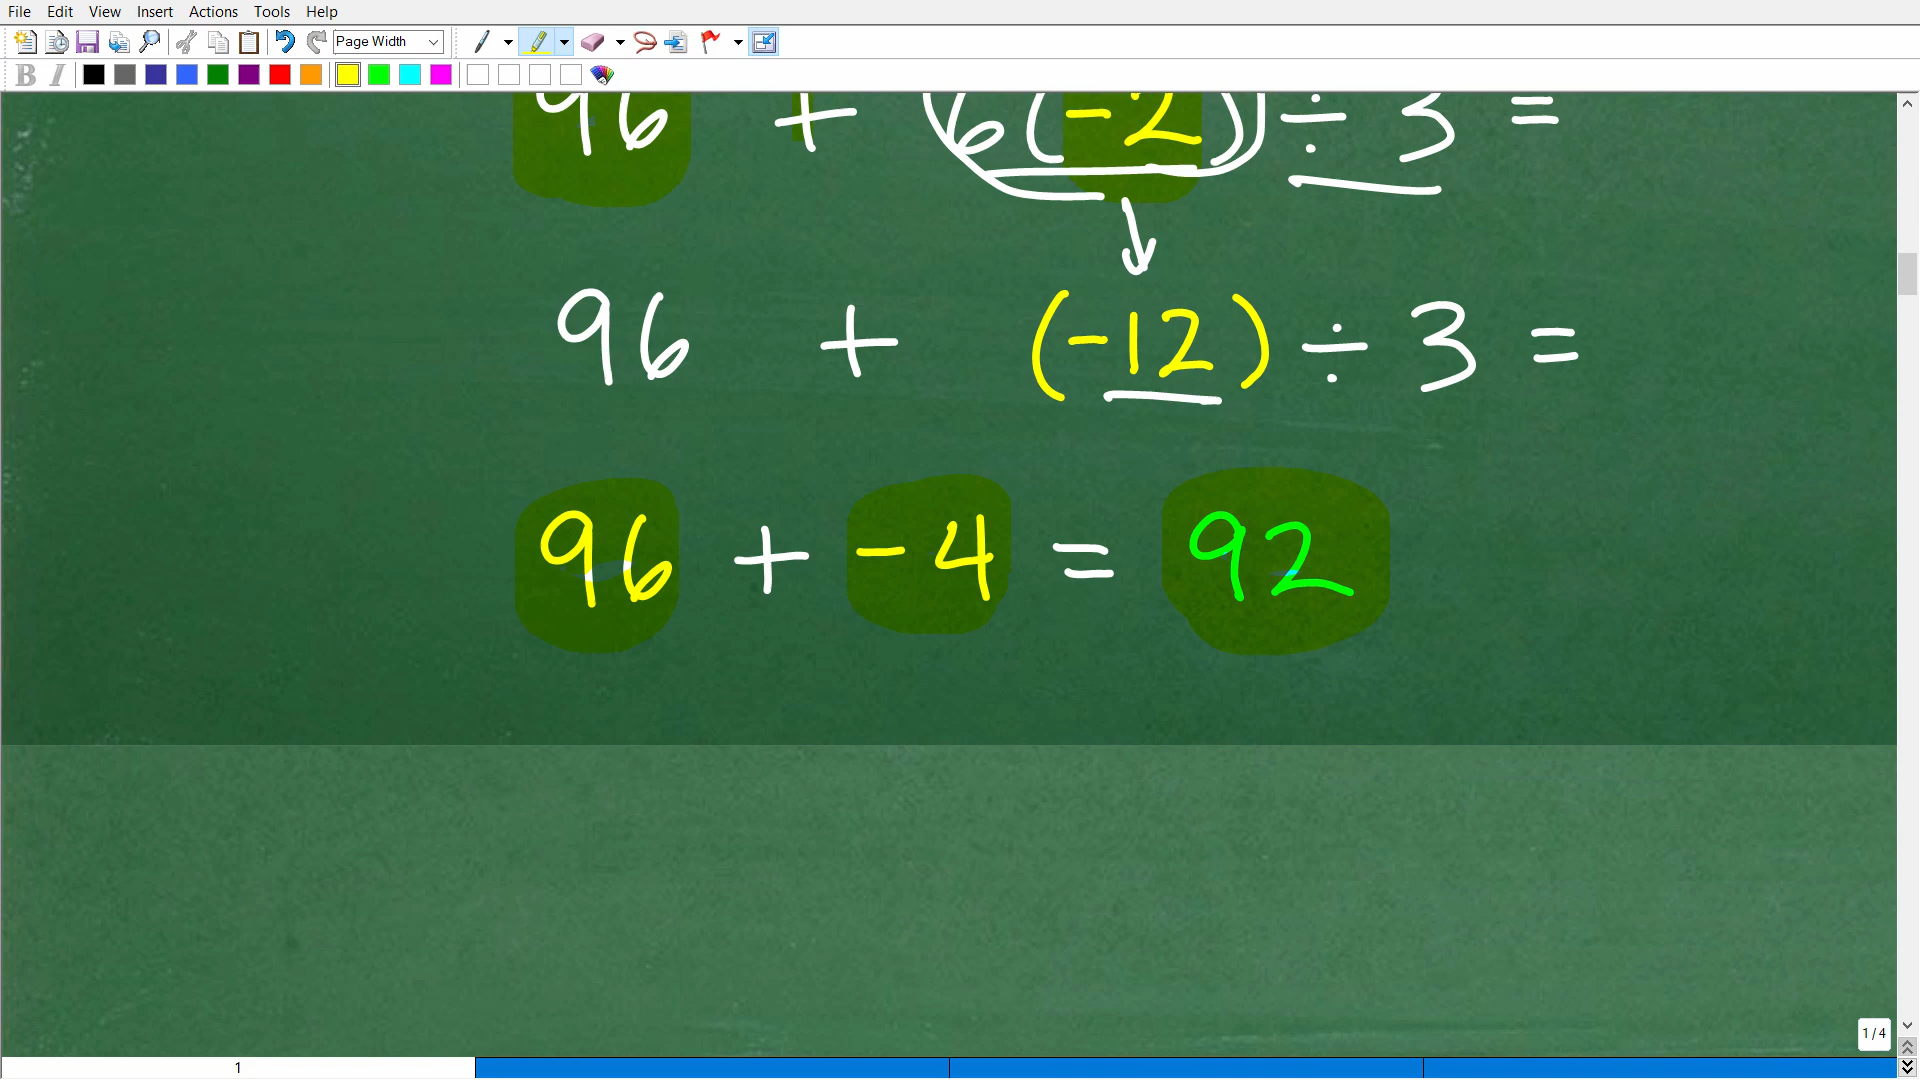 File Edit View Insert Actions Tools Help
Page Width
B I
96 + 6(-2) ÷ 3 =
96 + (-12) ÷ 3 =
96 + -4 = 92
1 / 4
1